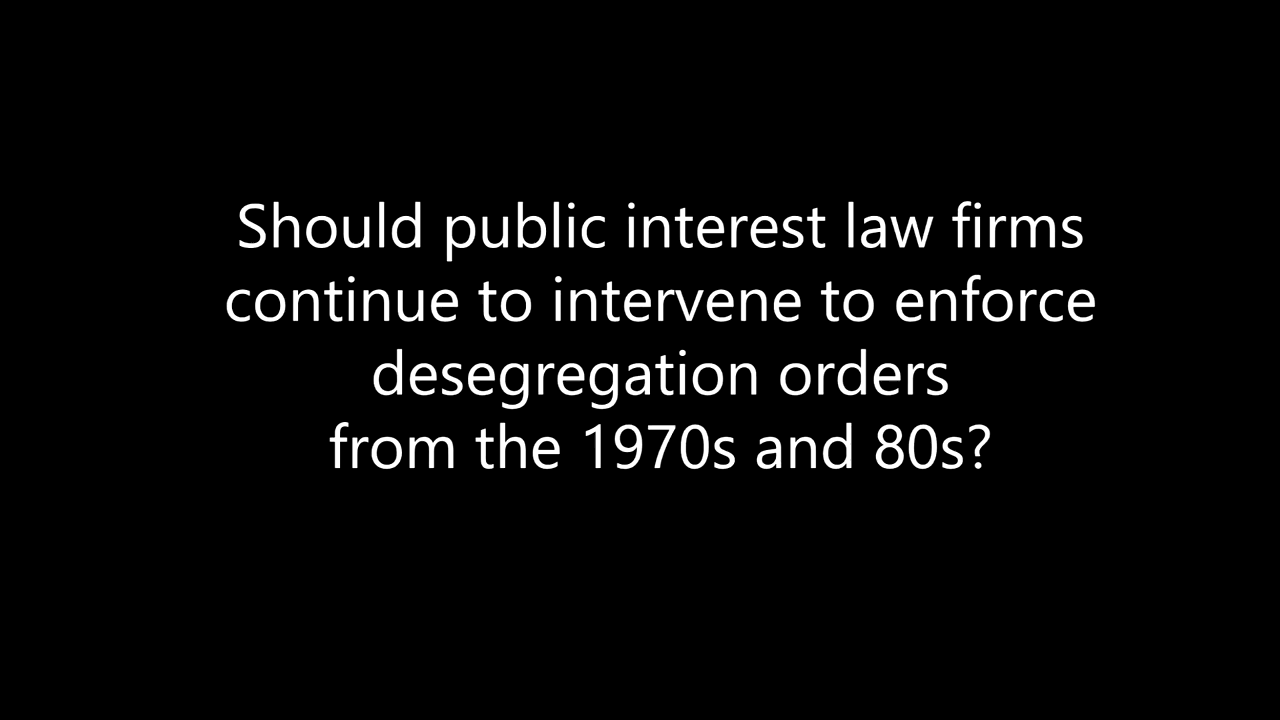 Should public interest law firms
continue to intervene to enforce
desegregation orders
from the 1970s and 80s?